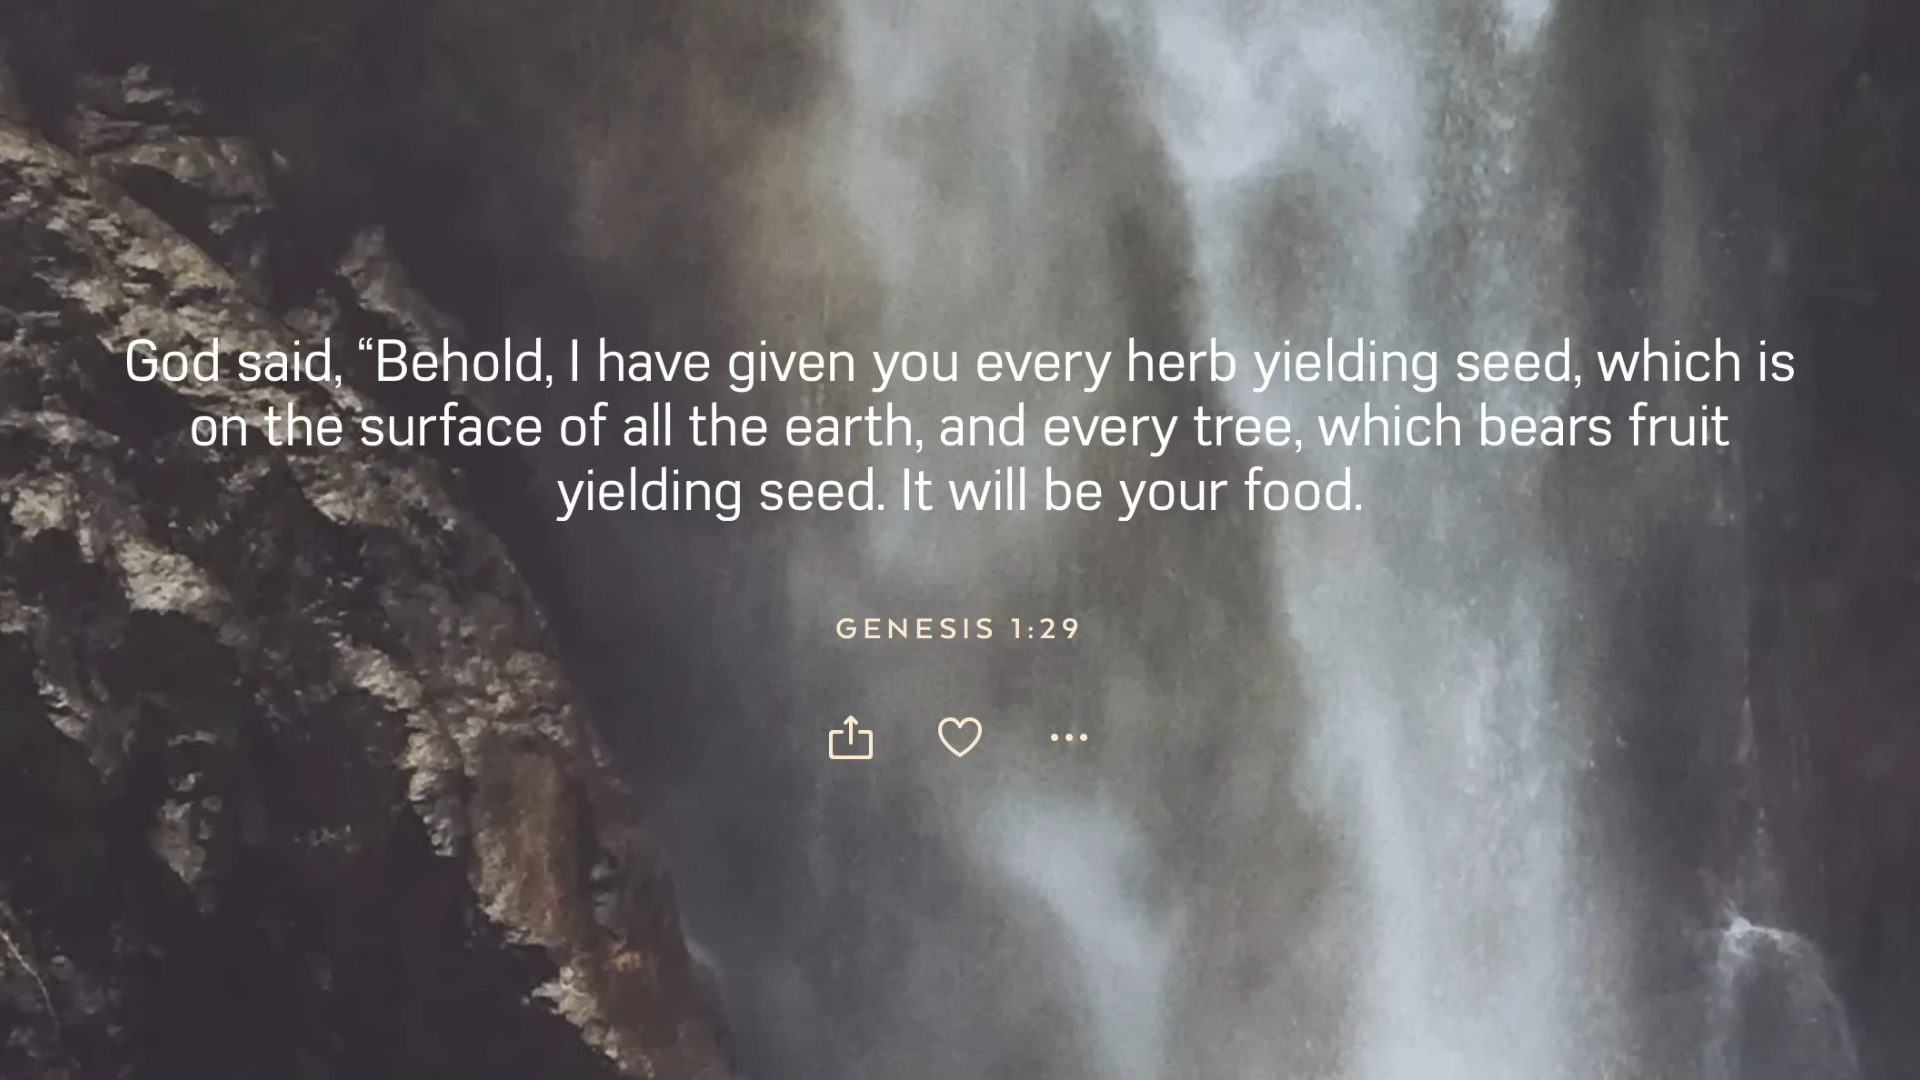 God said, “Behold, I have given you every herb yielding seed, which is
on the surface of all the earth, and every tree, which bears fruit
yielding seed. It will be your food.
GENESIS 1:29